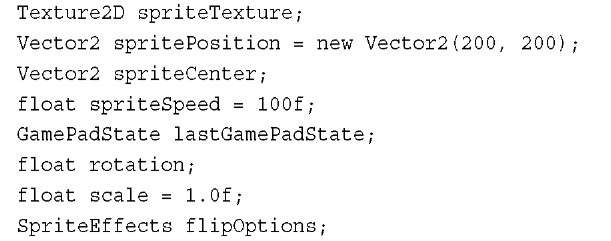 Texture2D spriteTexture;
Vector2 spritePosition = new Vector2(200, 200);
Vector2 spriteCenter;
float spriteSpeed = 100f;
GamePadState lastGamePadState;
float rotation;
float scale = 1.0f;
SpriteEffects flipOptions;